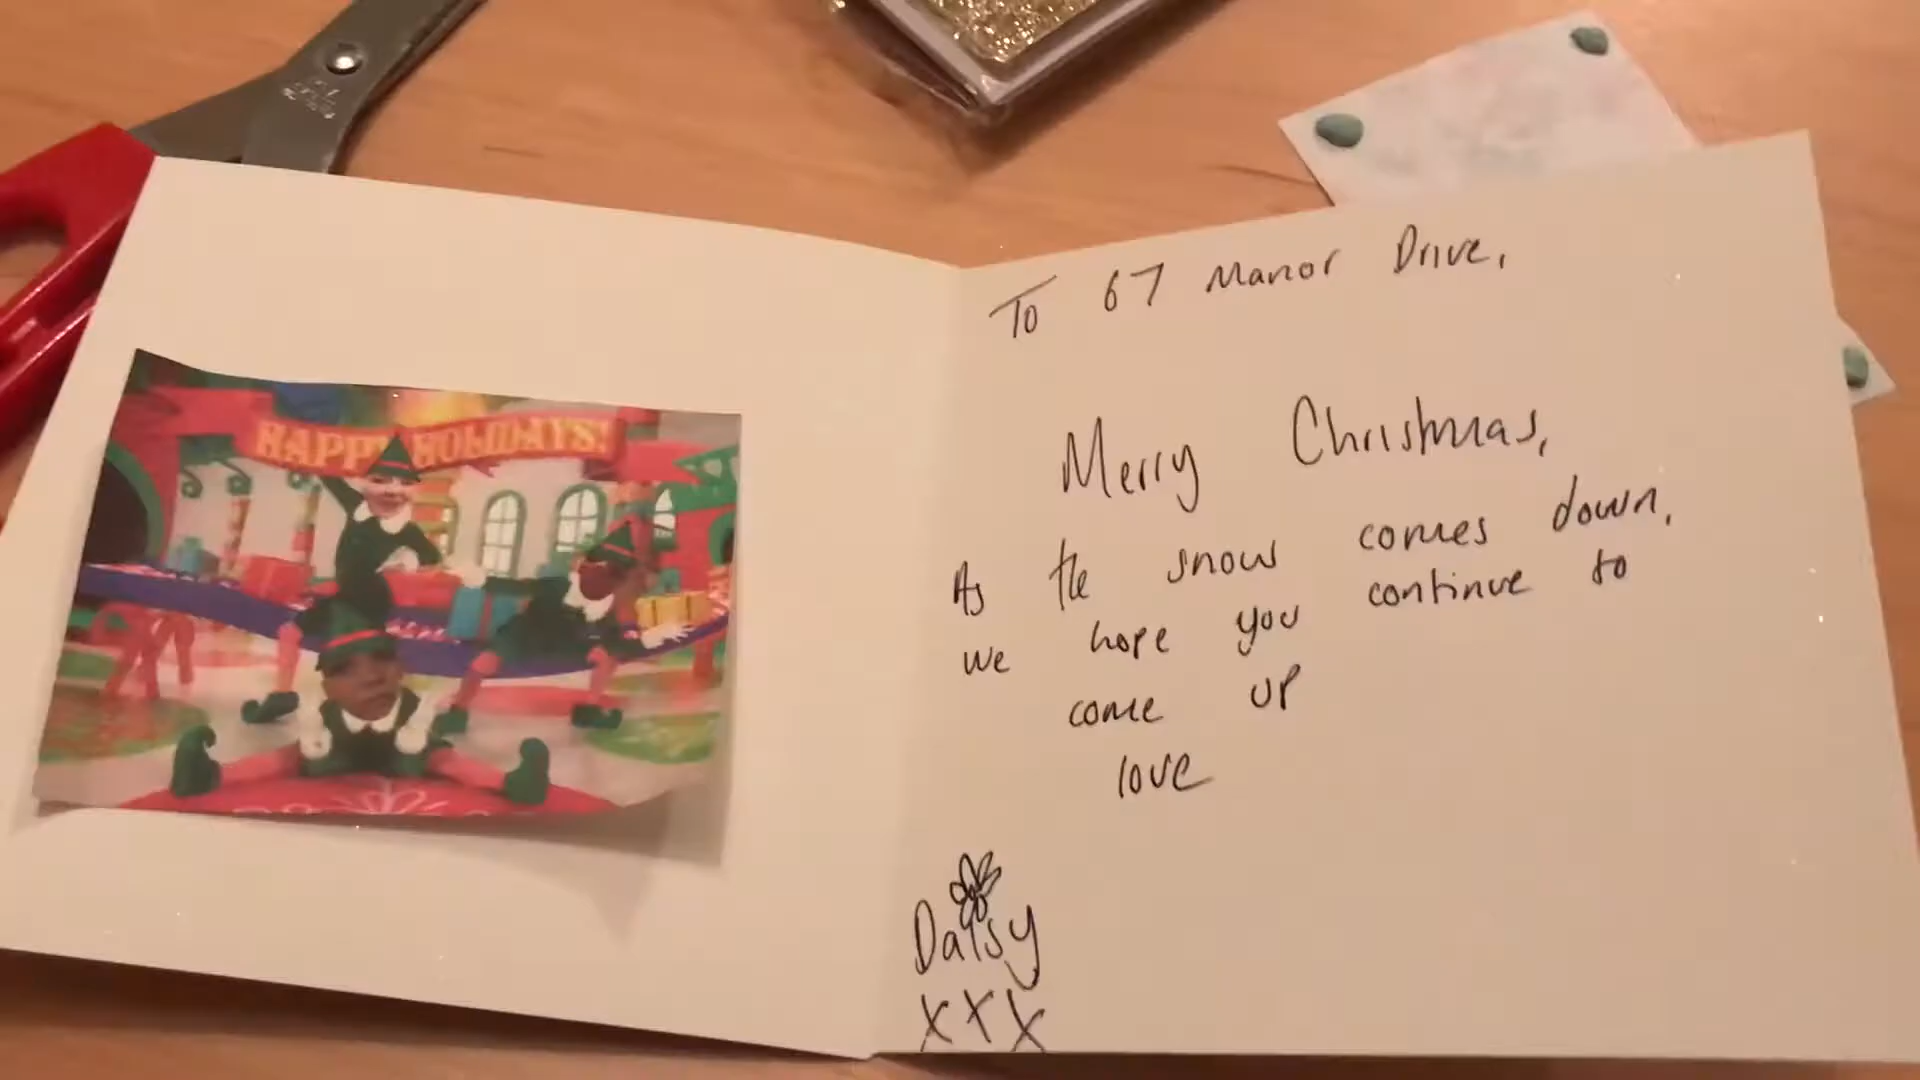 HAPPY HOLIDAYS!
To 67 Manor Drive,
Merry Christmas,
As the snow comes down,
we hope you continue to
come up
love
Daisy
XXX